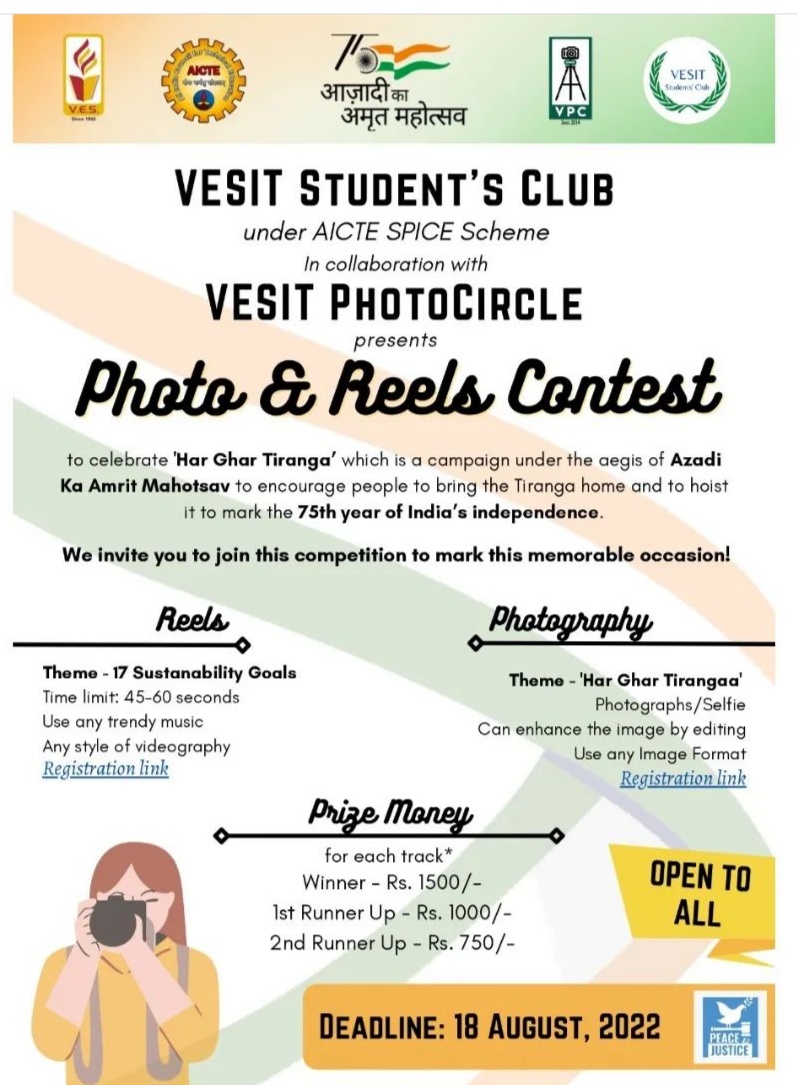 V.E.S.
Since 1962
AICTE
75
आज़ादी का
अमृत महोत्सव
VPC
VESIT
Students' Club
VESIT STUDENT'S CLUB
under AICTE SPICE Scheme
In collaboration with
VESIT PHOTOCIRCLE
presents
Photo & Reels Contest
to celebrate 'Har Ghar Tiranga' which is a campaign under the aegis of Azadi
Ka Amrit Mahotsav to encourage people to bring the Tiranga home and to hoist
it to mark the 75th year of India's independence.
We invite you to join this competition to mark this memorable occasion!
Reels
Theme - 17 Sustanability Goals
Time limit: 45-60 seconds
Use any trendy music
Any style of videography
Registration link
Photography
Theme - 'Har Ghar Tirangaa'
Photographs/Selfie
Can enhance the image by editing
Use any Image Format
Registration link
Prize Money
for each track*
Winner - Rs. 1500/-
1st Runner Up - Rs. 1000/-
2nd Runner Up - Rs. 750/-
OPEN TO
ALL
DEADLINE: 18 AUGUST, 2022
PEACE &
JUSTICE